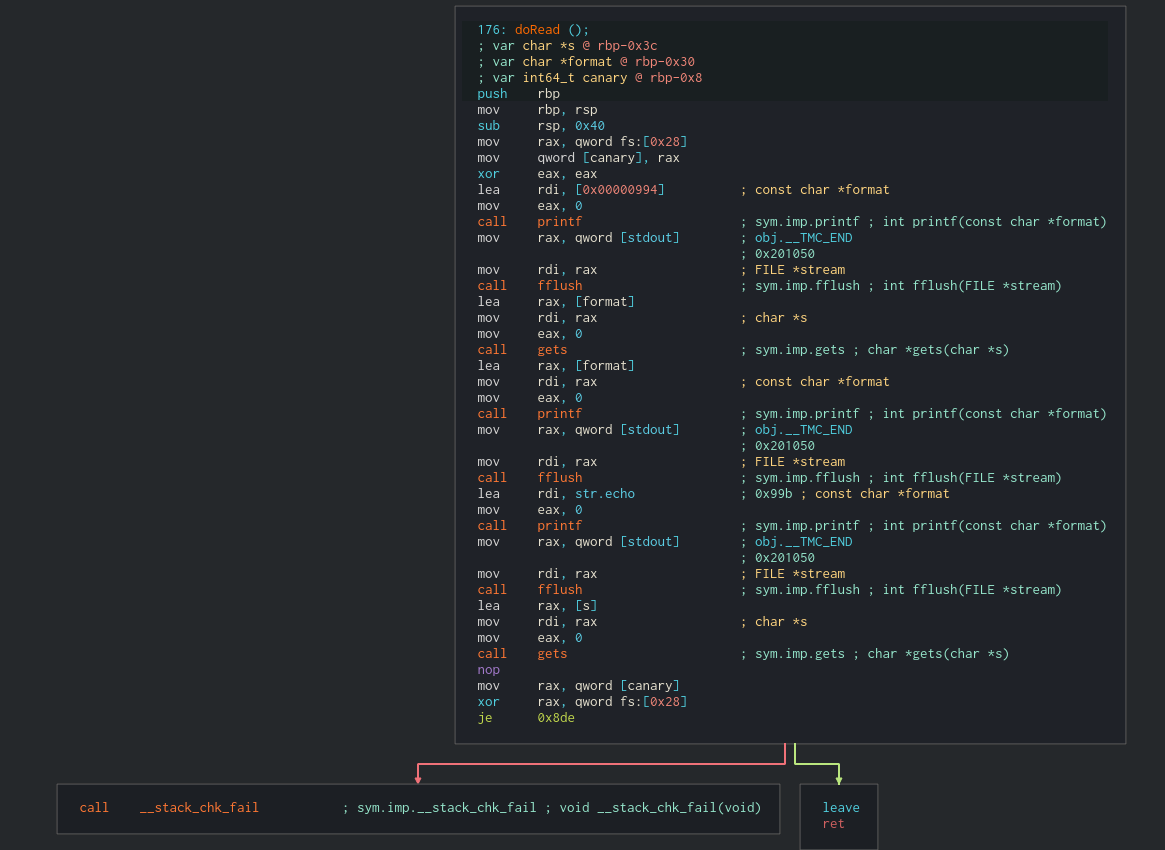 176: doRead ();
; var char *s @ rbp-0x3c
; var char *format @ rbp-0x30
; var int64_t canary @ rbp-0x8
push rbp
mov rbp, rsp
sub rsp, 0x40
mov rax, qword fs:[0x28]
mov qword [canary], rax
xor eax, eax
lea rdi, [0x00000994] ; const char *format
mov eax, 0
call printf ; sym.imp.printf ; int printf(const char *format)
mov rax, qword [stdout] ; obj.__TMC_END
; 0x201050
mov rdi, rax ; FILE *stream
call fflush ; sym.imp.fflush ; int fflush(FILE *stream)
lea rax, [format]
mov rdi, rax ; char *s
mov eax, 0
call gets ; sym.imp.gets ; char *gets(char *s)
lea rax, [format]
mov rdi, rax ; const char *format
mov eax, 0
call printf ; sym.imp.printf ; int printf(const char *format)
mov rax, qword [stdout] ; obj.__TMC_END
; 0x201050
mov rdi, rax ; FILE *stream
call fflush ; sym.imp.fflush ; int fflush(FILE *stream)
lea rdi, str.echo ; 0x99b ; const char *format
mov eax, 0
call printf ; sym.imp.printf ; int printf(const char *format)
mov rax, qword [stdout] ; obj.__TMC_END
; 0x201050
mov rdi, rax ; FILE *stream
call fflush ; sym.imp.fflush ; int fflush(FILE *stream)
lea rax, [s]
mov rdi, rax ; char *s
mov eax, 0
call gets ; sym.imp.gets ; char *gets(char *s)
nop
mov rax, qword [canary]
xor rax, qword fs:[0x28]
je 0x8de
call __stack_chk_fail ; sym.imp.__stack_chk_fail ; void __stack_chk_fail(void)
leave
ret